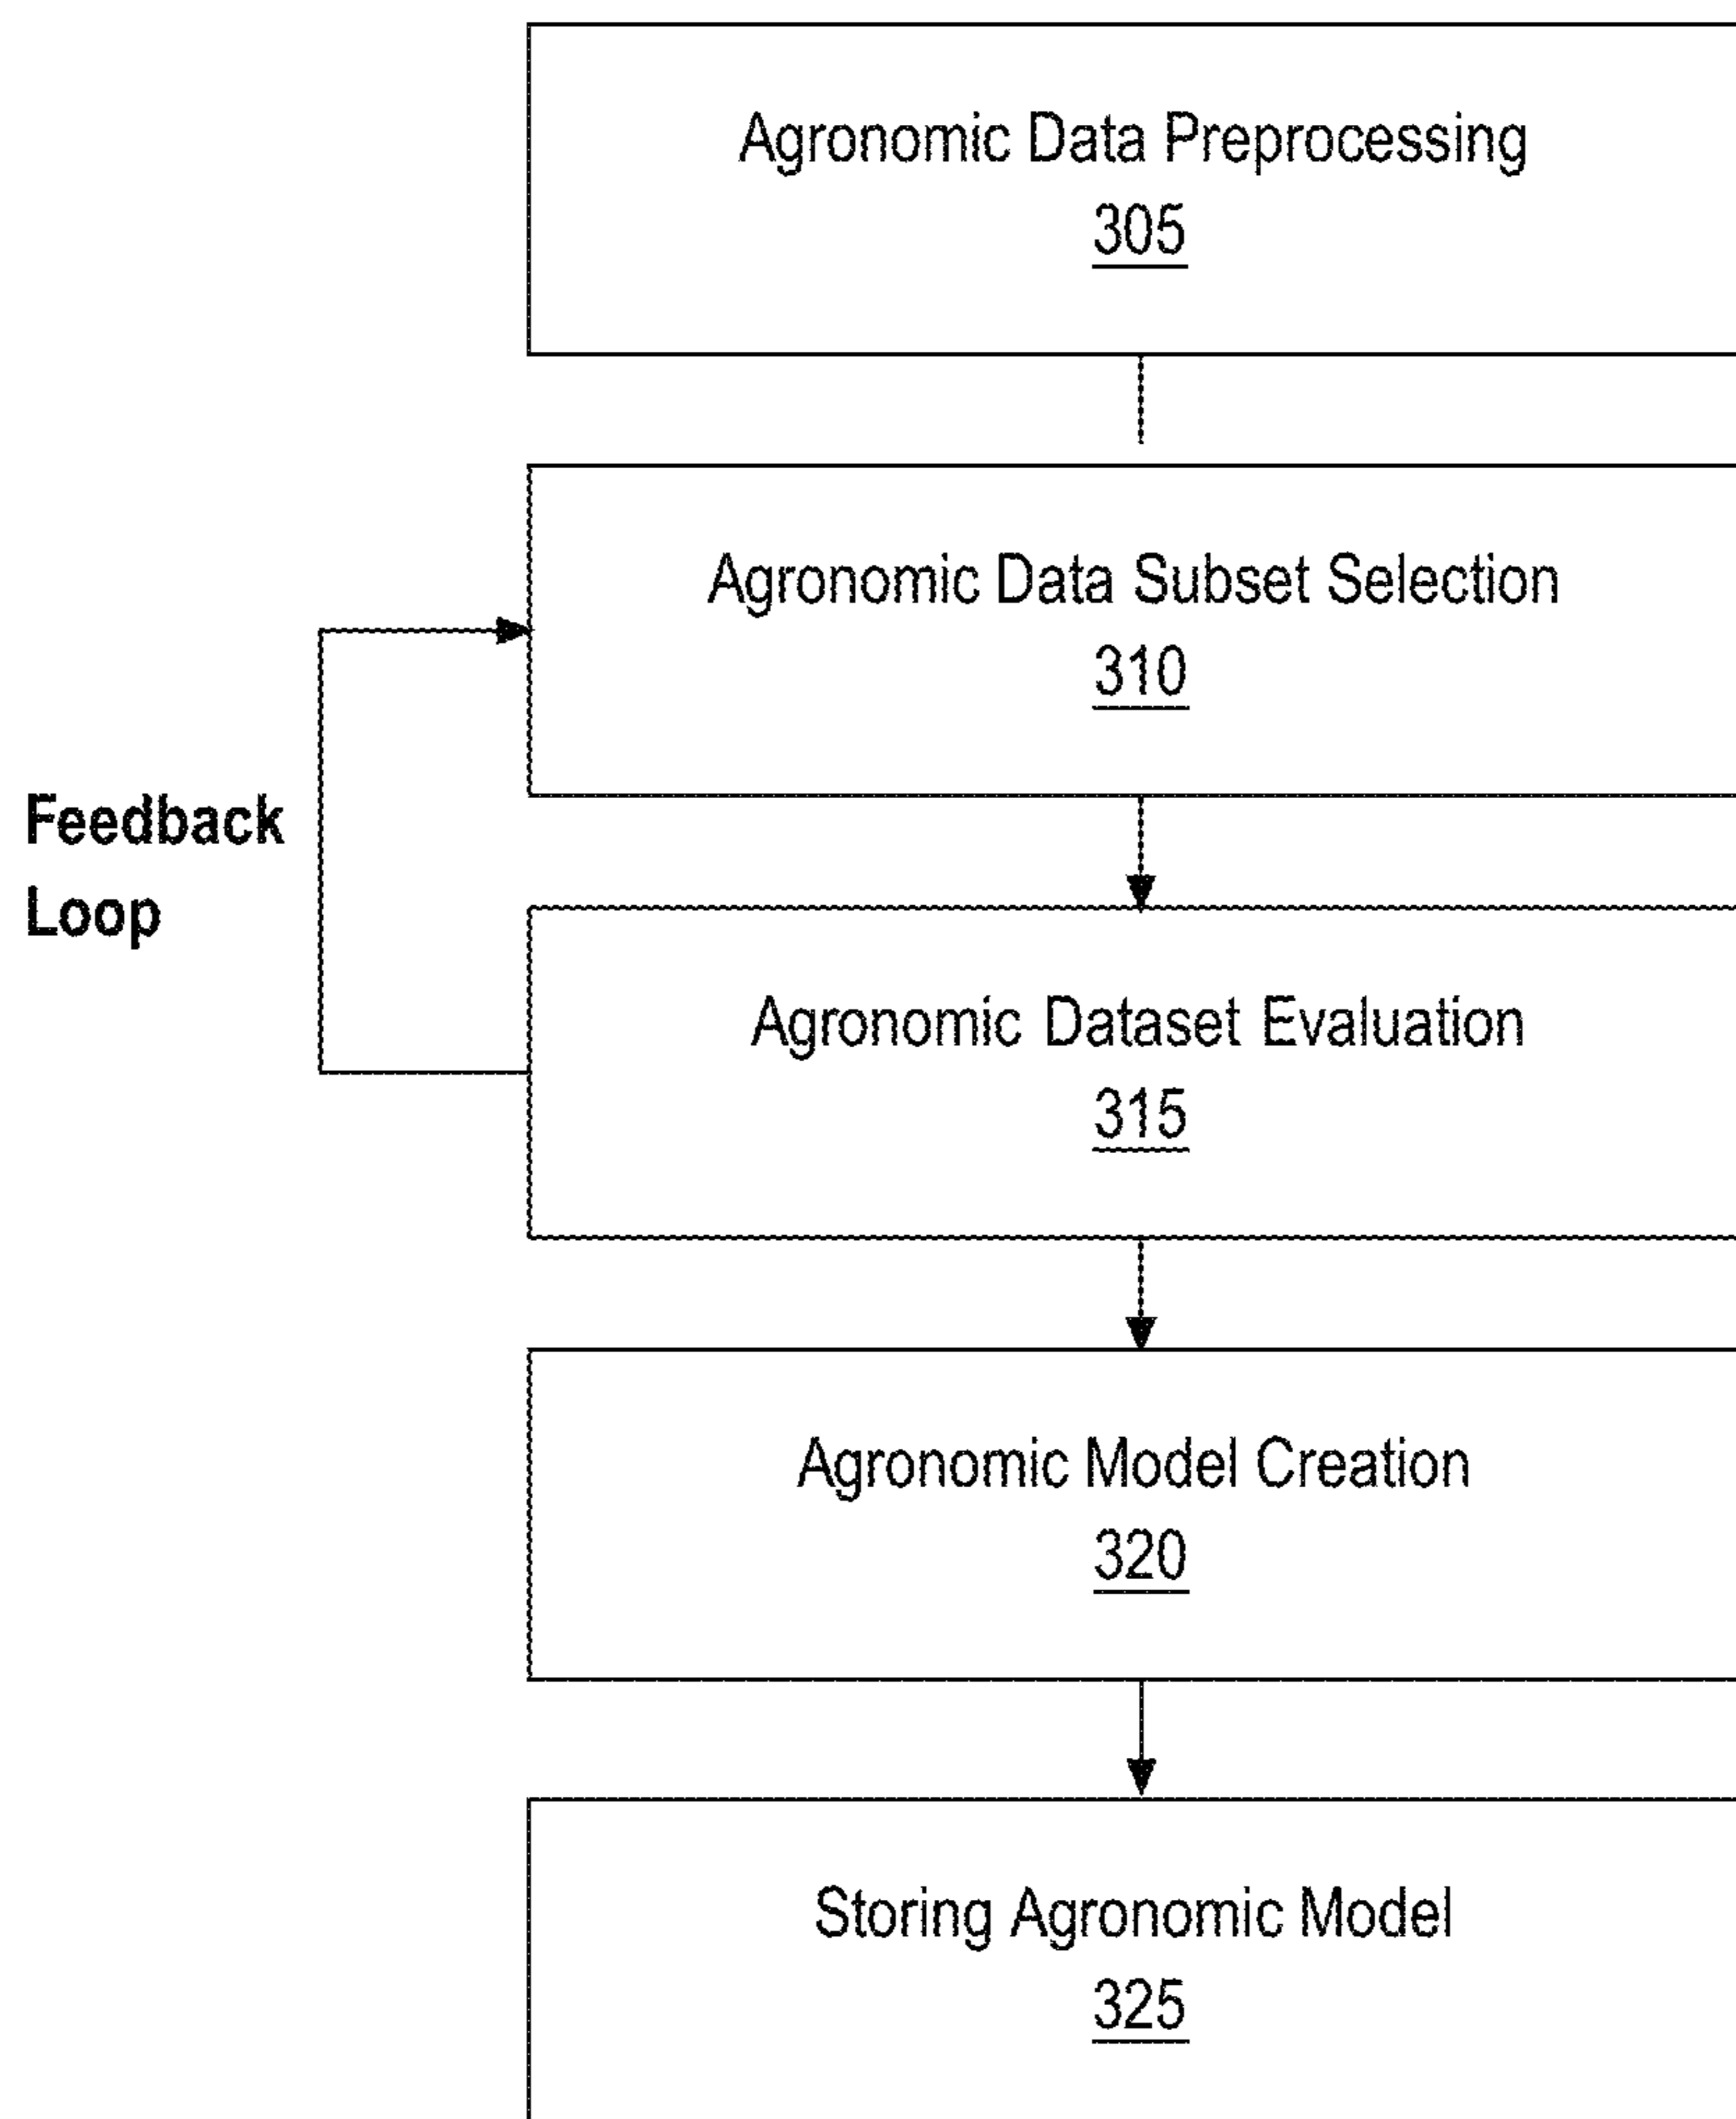 Agronomic Data Preprocessing
305
Agronomic Data Subset Selection
310
Feedback
Loop
Agronomic Dataset Evaluation
315
Agronomic Model Creation
320
Storing Agronomic Model
325